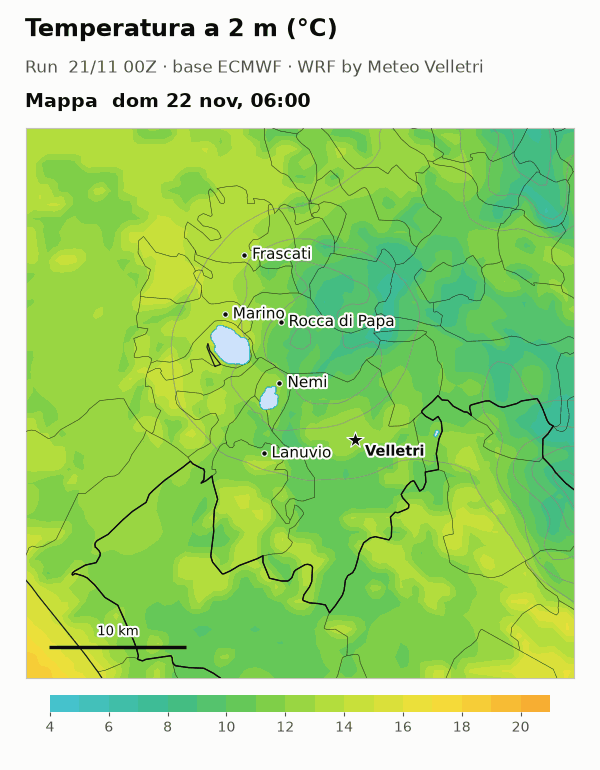 Temperatura a 2 m (°C)
Run 21/11 00Z · base ECMWF · WRF by Meteo Velletri
Mappa dom 22 nov, 06:00
Frascati
Marino
Rocca di Papa
Nemi
Velletri
Lanuvio
10 km
4 6 8 10 12 14 16 18 20